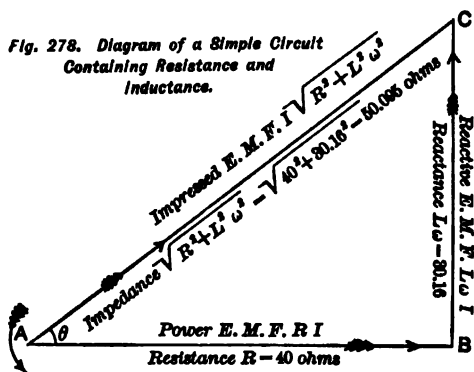 Fig. 278. Diagram of a Simple Circuit
Containing Resistance and
Inductance.
C
Impressed E. M. F. I √R²+L² ω²
Impedance √R²+L² ω² − √40²+30.16² − 50.095 ohms
Reactive E. M. F. Lω I
Reactance Lω−30.16
A
θ
Power E. M. F. R I
B
Resistance R−40 ohms